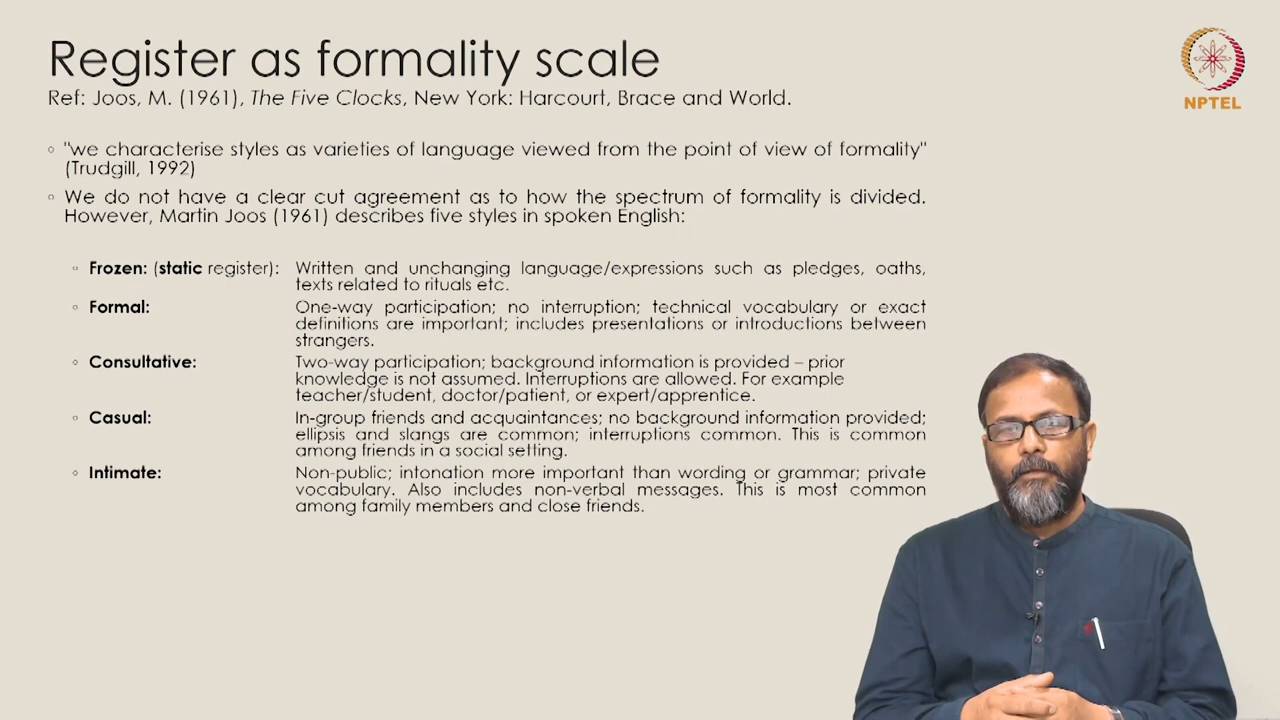 Register as formality scale
Ref: Joos, M. (1961), The Five Clocks, New York: Harcourt, Brace and World.
NPTEL
"we characterise styles as varieties of language viewed from the point of view of formality"
(Trudgill, 1992)
We do not have a clear cut agreement as to how the spectrum of formality is divided.
However, Martin Joos (1961) describes five styles in spoken English:
Frozen: (static register): Written and unchanging language/expressions such as pledges, oaths,
texts related to rituals etc.
Formal: One-way participation; no interruption; technical vocabulary or exact
definitions are important; includes presentations or introductions between
strangers.
Consultative: Two-way participation; background information is provided – prior
knowledge is not assumed. Interruptions are allowed. For example
teacher/student, doctor/patient, or expert/apprentice.
Casual: In-group friends and acquaintances; no background information provided;
ellipsis and slangs are common; interruptions common. This is common
among friends in a social setting.
Intimate: Non-public; intonation more important than wording or grammar; private
vocabulary. Also includes non-verbal messages. This is most common
among family members and close friends.